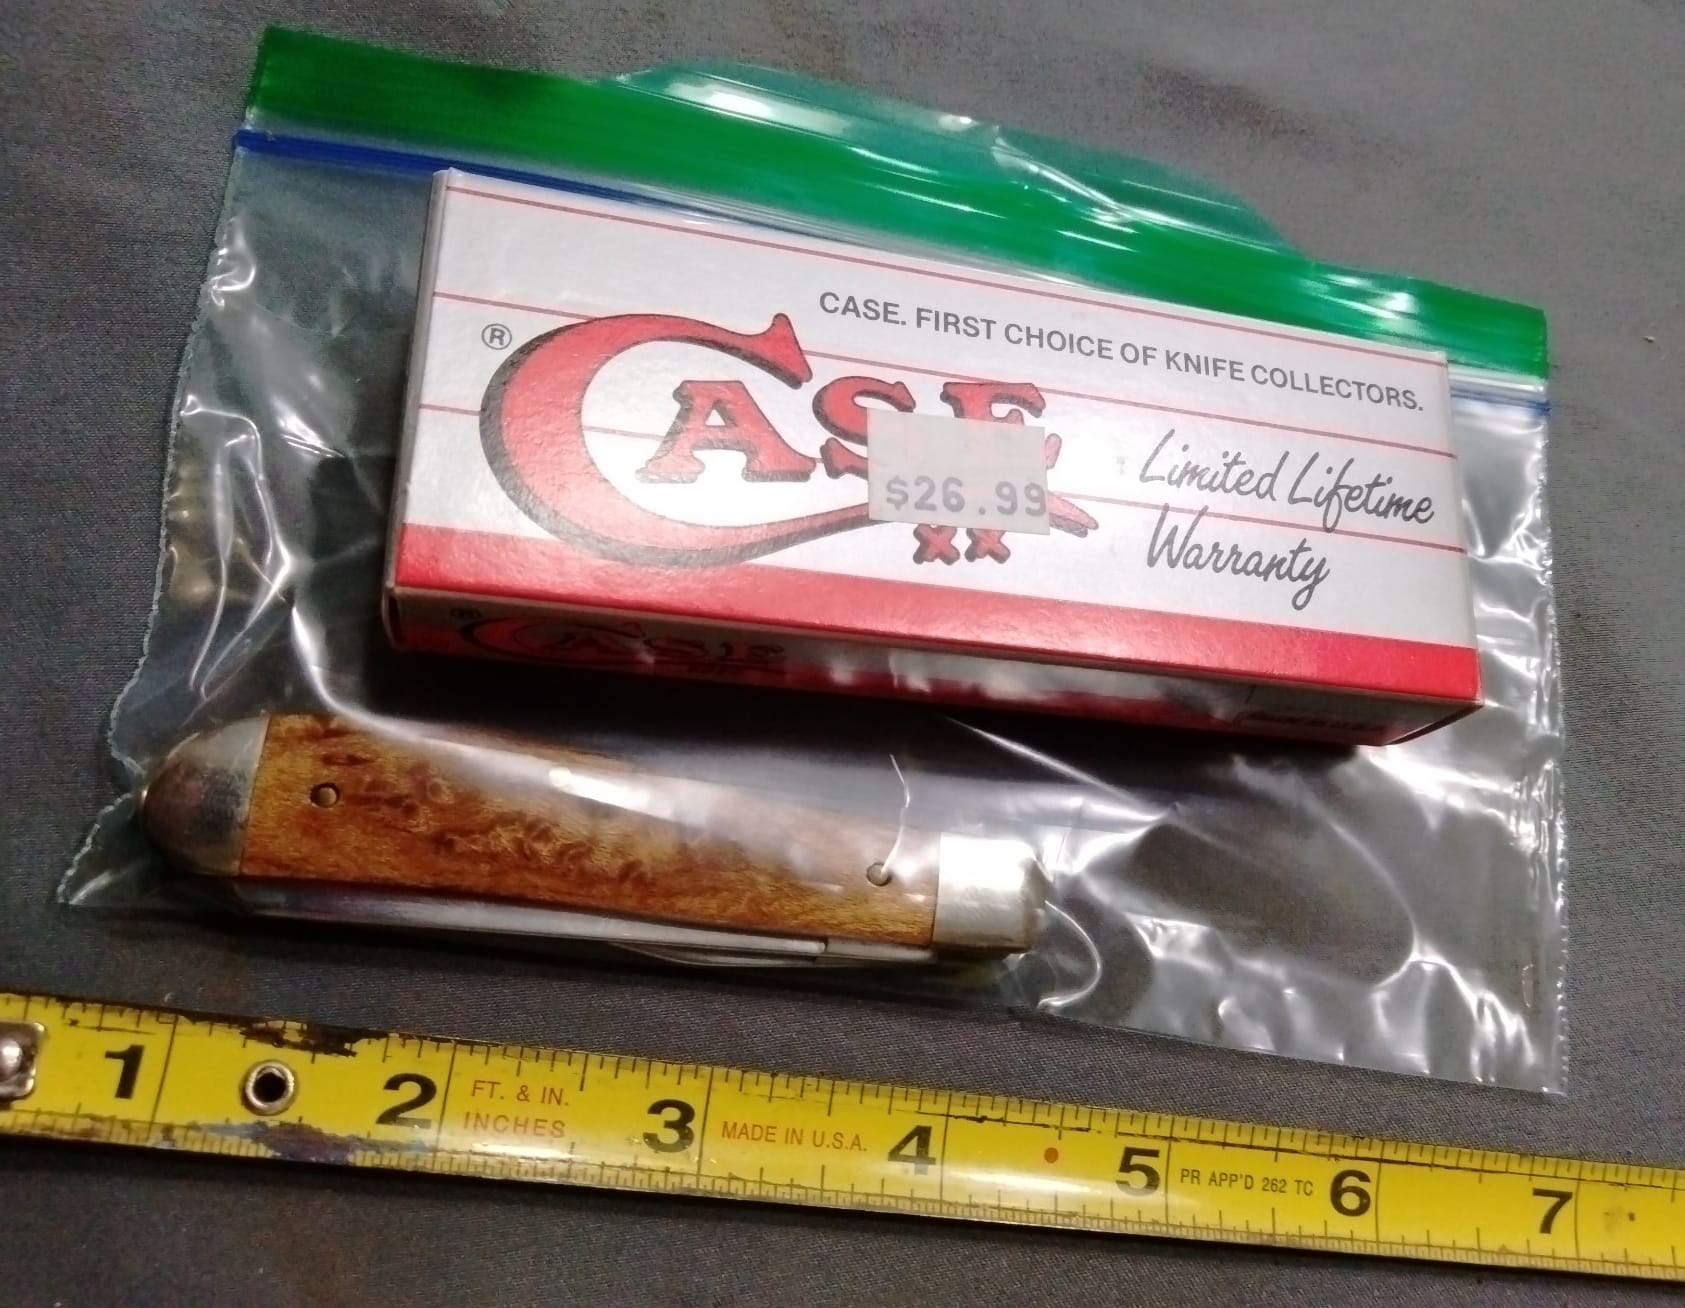 CASE. FIRST CHOICE OF KNIFE COLLECTORS.
®
CASE
XX
$26.99
Limited Lifetime
Warranty
®
CASE
1 2 3 4 5 6 7
FT. & IN.
INCHES
MADE IN U.S.A.
PR APP'D 262 TC